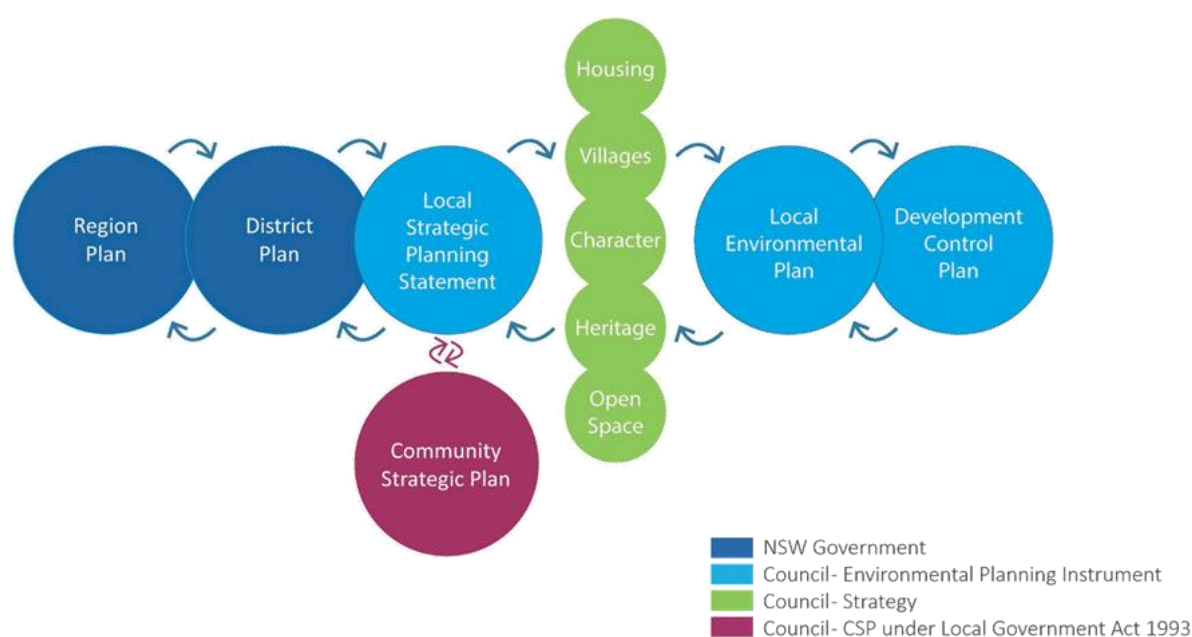 Housing
Villages
Character
Heritage
Open
Space
Region
Plan
District
Plan
Local
Strategic
Planning
Statement
Local
Environmental
Plan
Development
Control
Plan
Community
Strategic Plan
NSW Government
Council- Environmental Planning Instrument
Council- Strategy
Council- CSP under Local Government Act 1993